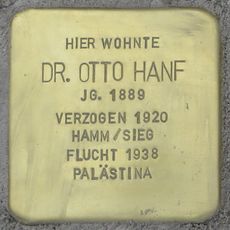 HIER WOHNTE
DR. OTTO HANF
JG. 1889
VERZOGEN 1920
HAMM/SIEG
FLUCHT 1938
PALÄSTINA